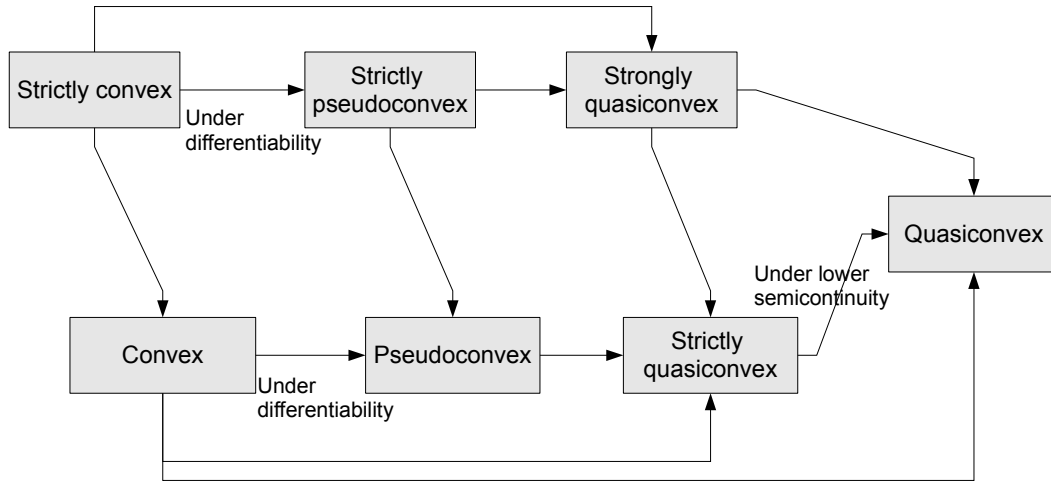 Strictly convex
Under
differentiability
Strictly
pseudoconvex
Strongly
quasiconvex
Quasiconvex
Under lower
semicontinuity
Convex
Under
differentiability
Pseudoconvex
Strictly
quasiconvex